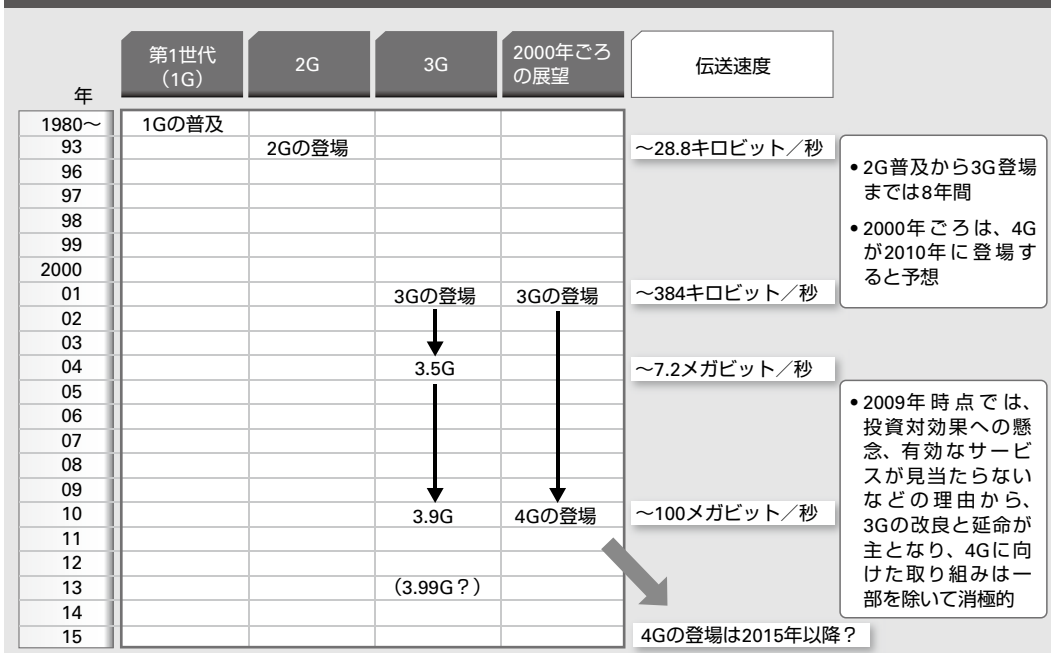 第1世代
（1G）
2G
3G
2000年ごろ
の展望
伝送速度
年
1980〜 1Gの普及
93 2Gの登場 〜28.8キロビット／秒
96
97
98
99
2000
01 3Gの登場 3Gの登場 〜384キロビット／秒
02
03
04 3.5G 〜7.2メガビット／秒
05
06
07
08
09
10 3.9G 4Gの登場 〜100メガビット／秒
11
12
13 （3.99G？）
14
15 4Gの登場は2015年以降？
•2G普及から3G登場
までは8年間
•2000年ごろは、4G
が2010年に登場す
ると予想
•2009年時点では、
投資対効果への懸
念、有効なサービ
スが見当たらない
などの理由から、
3Gの改良と延命が
主となり、4Gに向
けた取り組みは一
部を除いて消極的